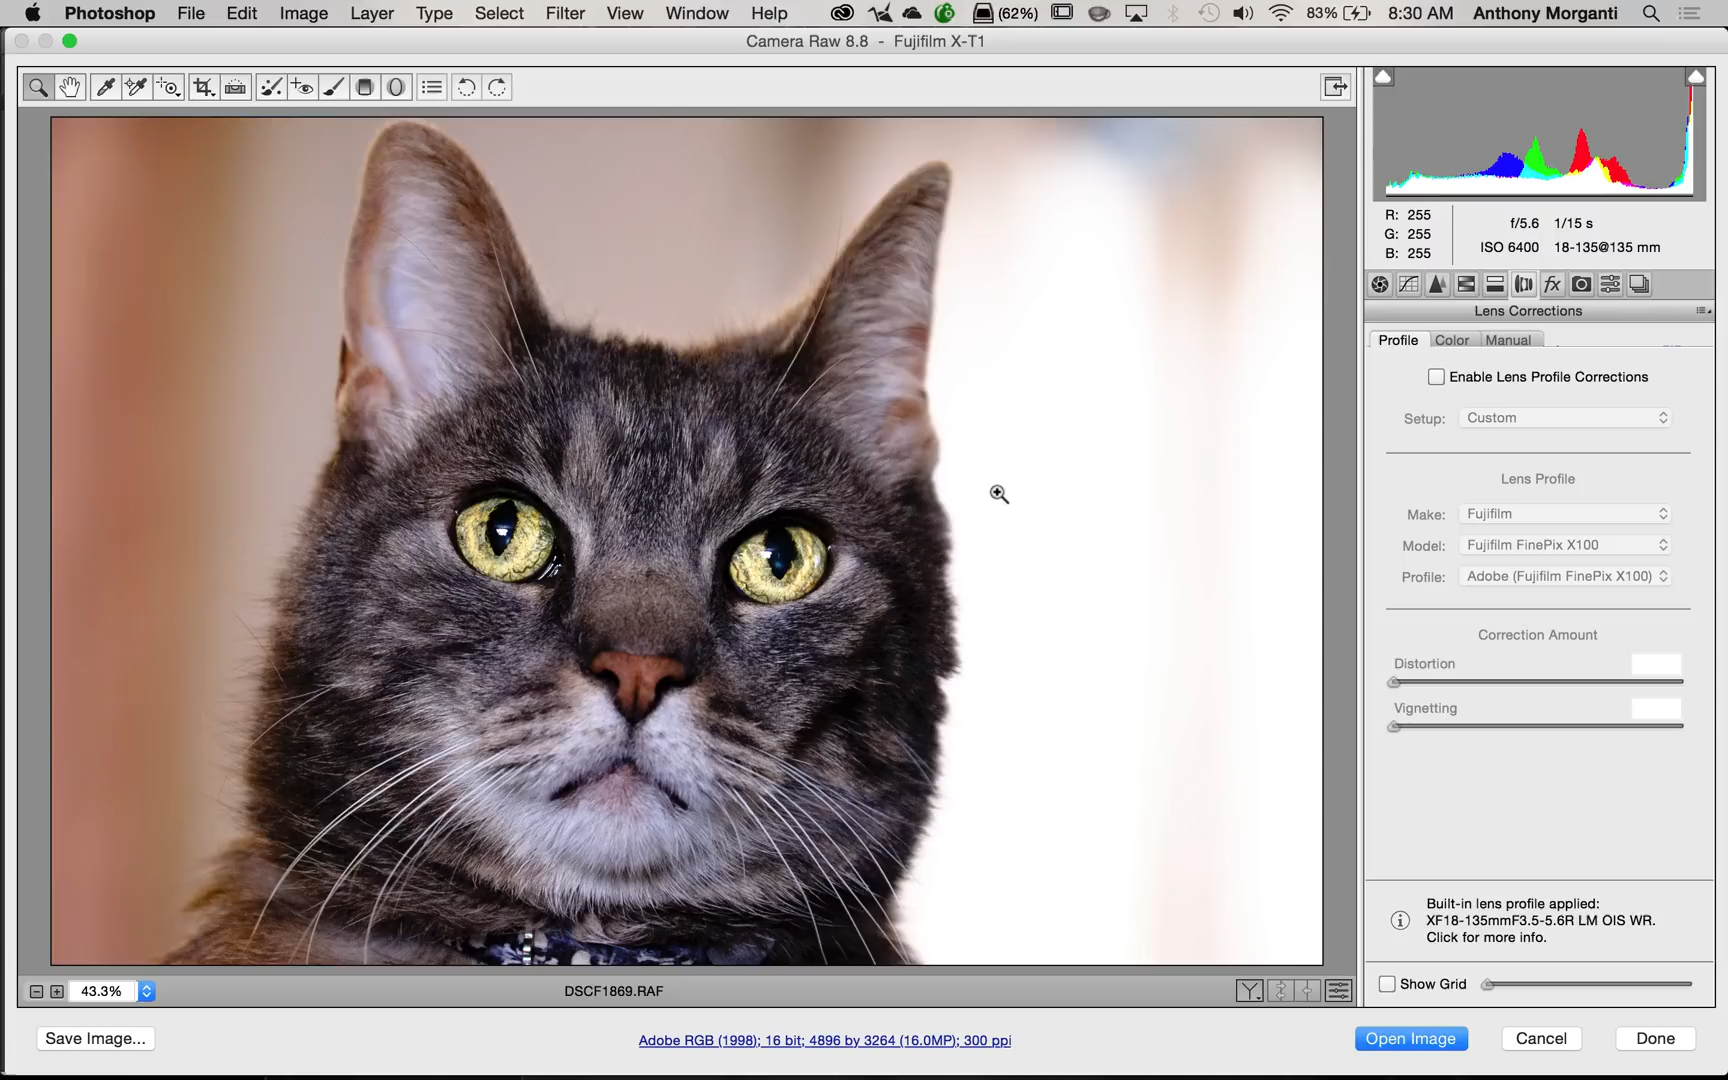 Photoshop File Edit Image Layer Type Select Filter View Window Help (62%) 83% 8:30 AM Anthony Morganti
Camera Raw 8.8 - Fujifilm X-T1
R: 255
G: 255
B: 255
f/5.6 1/15 s
ISO 6400 18-135@135 mm
fx
Lens Corrections
Profile Color Manual
Enable Lens Profile Corrections
Setup: Custom
Lens Profile
Make: Fujifilm
Model: Fujifilm FinePix X100
Profile: Adobe (Fujifilm FinePix X100)
Correction Amount
Distortion
Vignetting
Built-in lens profile applied:
XF18-135mmF3.5-5.6R LM OIS WR.
Click for more info.
43.3% DSCF1869.RAF Y
Show Grid
Save Image... Adobe RGB (1998); 16 bit; 4896 by 3264 (16.0MP); 300 ppi Open Image Cancel Done